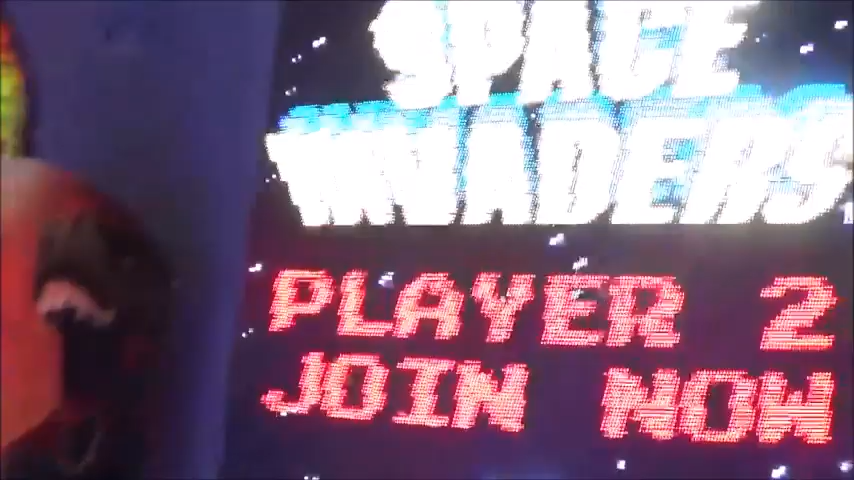 SPACE
INVADERS
PLAYER 2
JOIN NOW